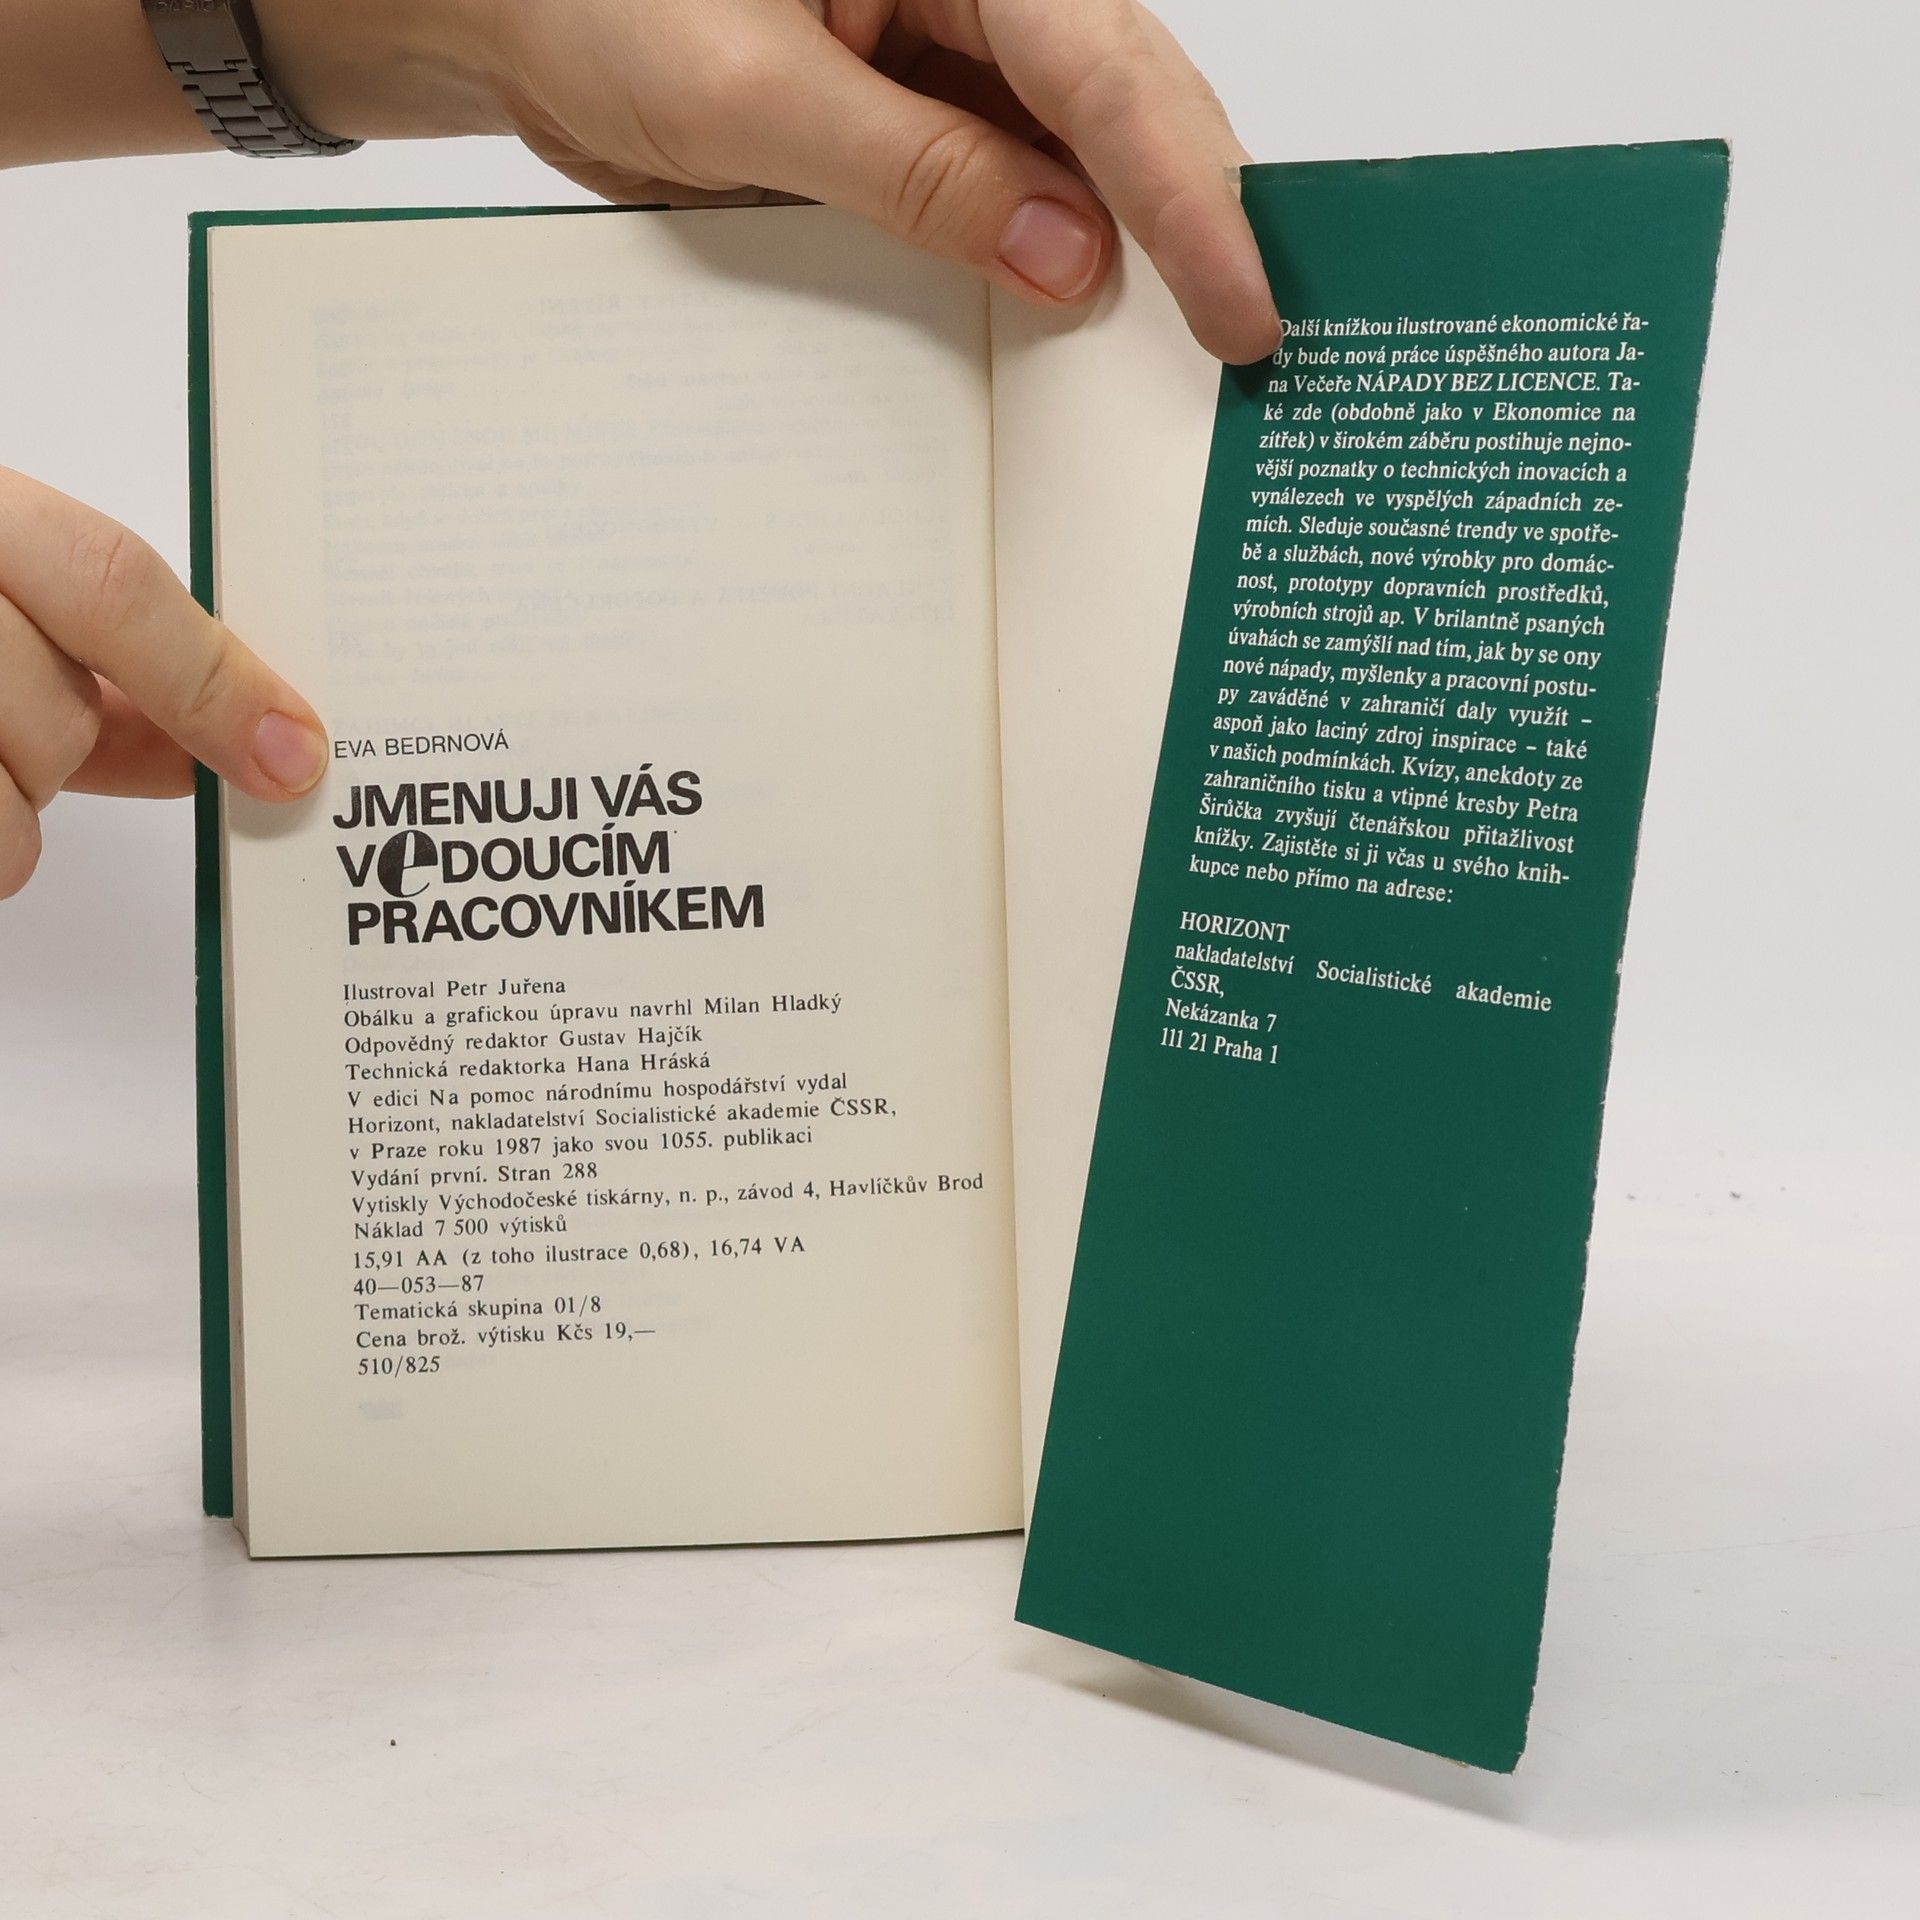 EVA BEDRNOVÁ
JMENUJI VÁS
VeDOUCÍM
PRACOVNÍKEM
Ilustroval Petr Juřena
Obálku a grafickou úpravu navrhl Milan Hladký
Odpovědný redaktor Gustav Hajčík
Technická redaktorka Hana Hráská
V edici Na pomoc národnímu hospodářství vydal
Horizont, nakladatelství Socialistické akademie ČSSR,
v Praze roku 1987 jako svou 1055. publikaci
Vydání první. Stran 288
Vytiskly Východočeské tiskárny, n. p., závod 4, Havlíčkův Brod
Náklad 7 500 výtisků
15,91 AA (z toho ilustrace 0,68), 16,74 VA
40—053—87
Tematická skupina 01/8
Cena brož. výtisku Kčs 19,—
510/825
Další knížkou ilustrované ekonomické řa-
dy bude nová práce úspěšného autora Ja-
na Večeře NÁPADY BEZ LICENCE. Ta-
ké zde (obdobně jako v Ekonomice na
zítřek) v širokém záběru postihuje nejno-
vější poznatky o technických inovacích a
vynálezech ve vyspělých západních ze-
mích. Sleduje současné trendy ve spotře-
bě a službách, nové výrobky pro domác-
nost, prototypy dopravních prostředků,
výrobních strojů ap. V brilantně psaných
úvahách se zamýšlí nad tím, jak by se ony
nové nápady, myšlenky a pracovní postu-
py zaváděné v zahraničí daly využít –
aspoň jako laciný zdroj inspirace – také
v našich podmínkách. Kvízy, anekdoty ze
zahraničního tisku a vtipné kresby Petra
Širůčka zvyšují čtenářskou přitažlivost
knížky. Zajistěte si ji včas u svého knih-
kupce nebo přímo na adrese:
HORIZONT
nakladatelství Socialistické akademie
ČSSR,
Nekázanka 7
111 21 Praha 1